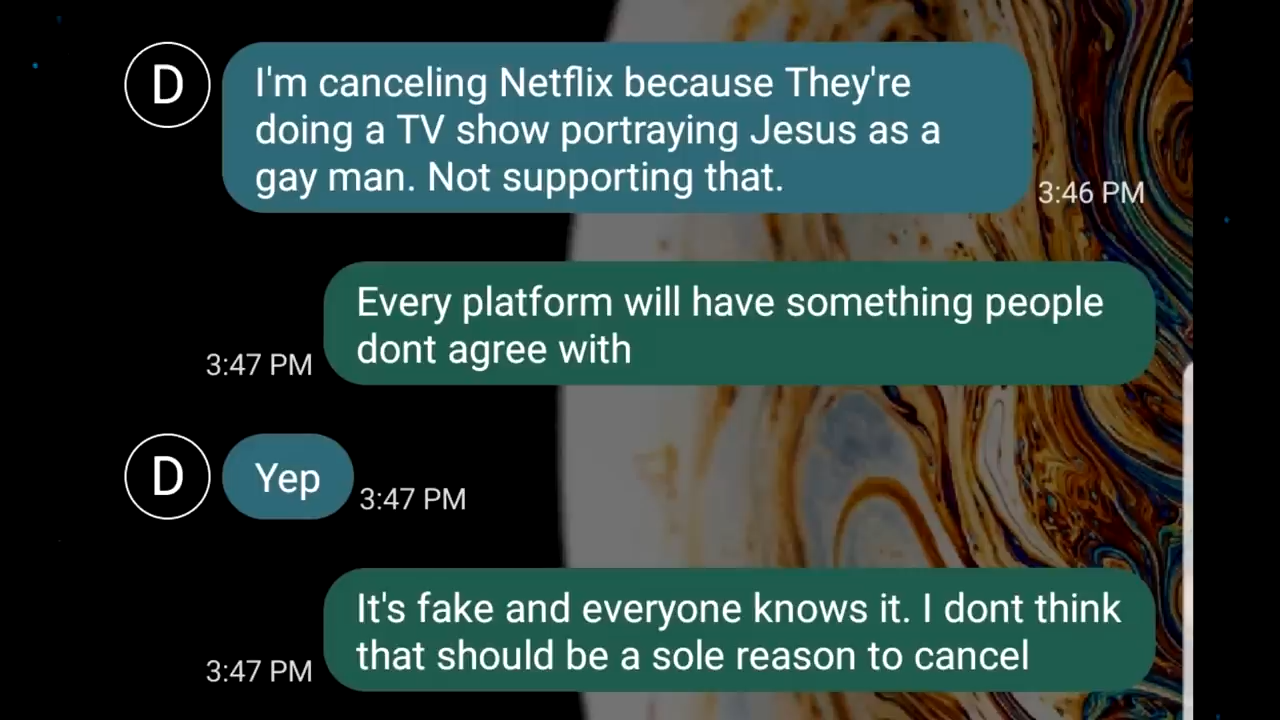 D
I'm canceling Netflix because They're
doing a TV show portraying Jesus as a
gay man. Not supporting that.
3:46 PM
Every platform will have something people
dont agree with
3:47 PM
D
Yep
3:47 PM
It's fake and everyone knows it. I dont think
that should be a sole reason to cancel
3:47 PM